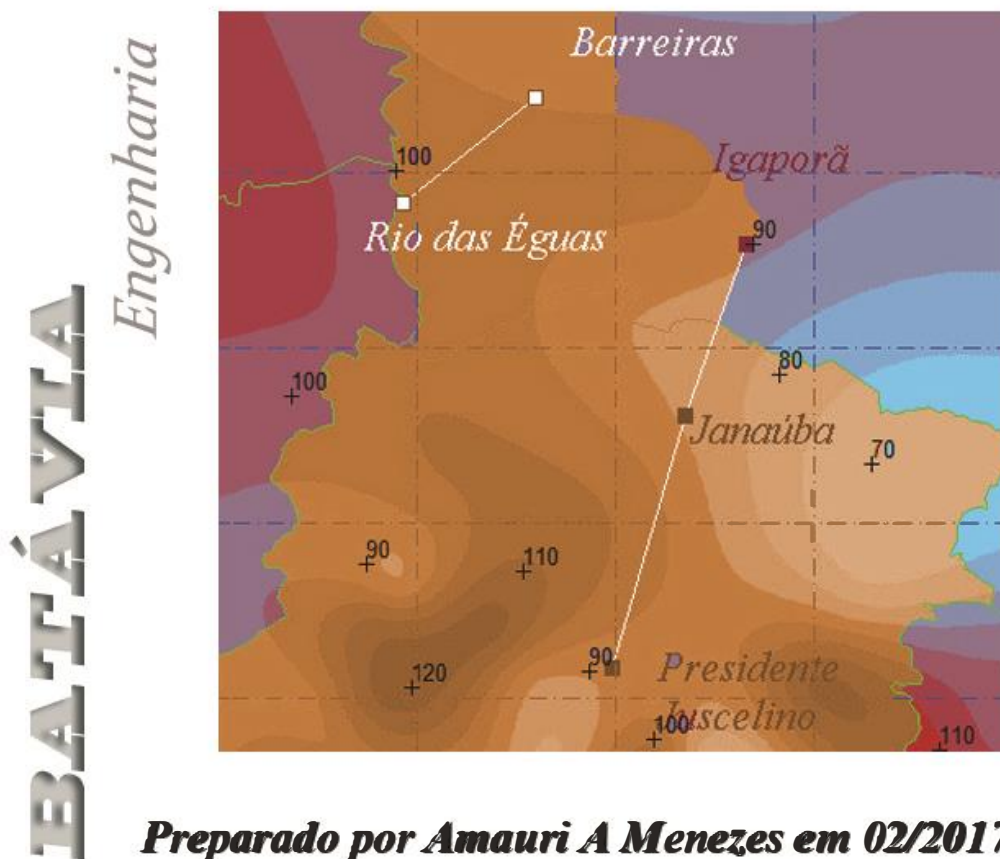 BATÁVIA
Engenharia
Barreiras
100
Igaporã
Rio das Éguas
90
80
100
Janaúba
70
90
110
90
Presidente
Juscelino
120
100
110
Preparado por Amauri A Menezes em 02/2017